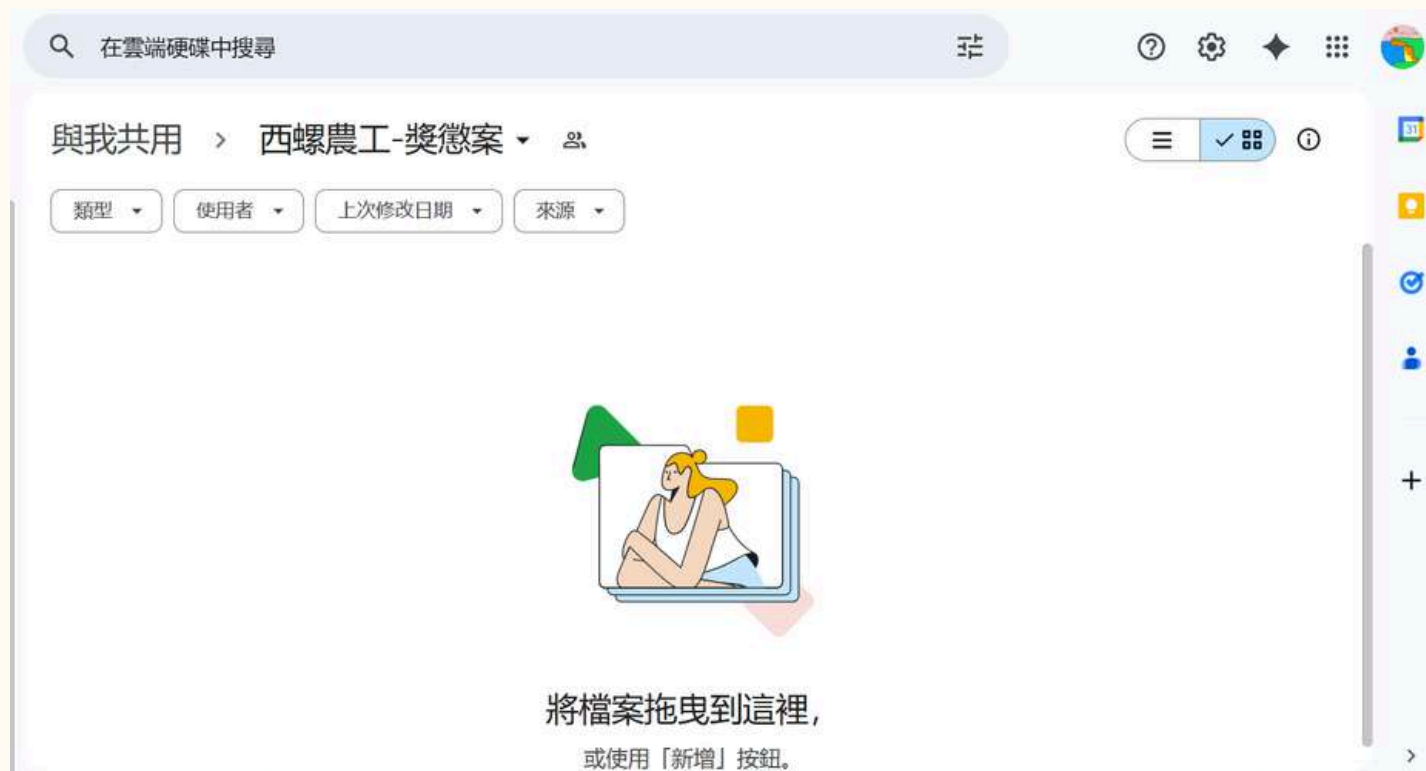 在雲端硬碟中搜尋
與我共用 > 西螺農工-獎懲案
類型 使用者 上次修改日期 來源
31
將檔案拖曳到這裡,
或使用「新增」按鈕。